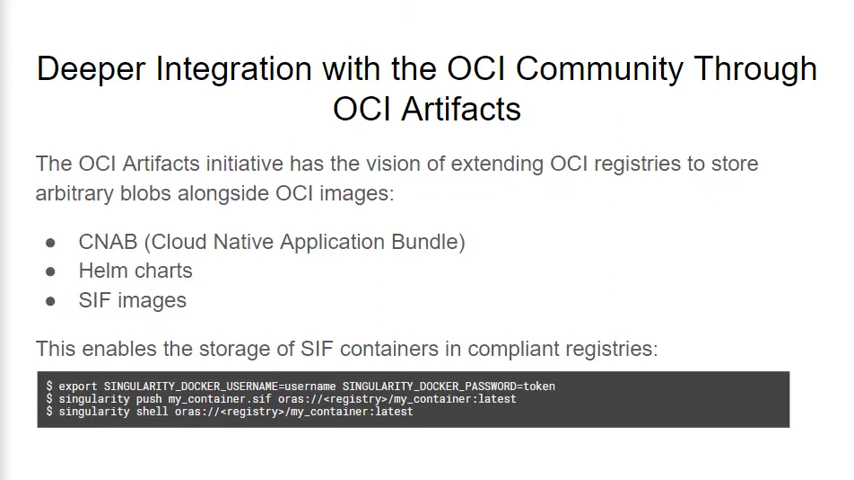 Deeper Integration with the OCI Community Through
OCI Artifacts
The OCI Artifacts initiative has the vision of extending OCI registries to store
arbitrary blobs alongside OCI images:
● CNAB (Cloud Native Application Bundle)
● Helm charts
● SIF images
This enables the storage of SIF containers in compliant registries:
$ export SINGULARITY_DOCKER_USERNAME=username SINGULARITY_DOCKER_PASSWORD=token
$ singularity push my_container.sif oras://<registry>/my_container:latest
$ singularity shell oras://<registry>/my_container:latest